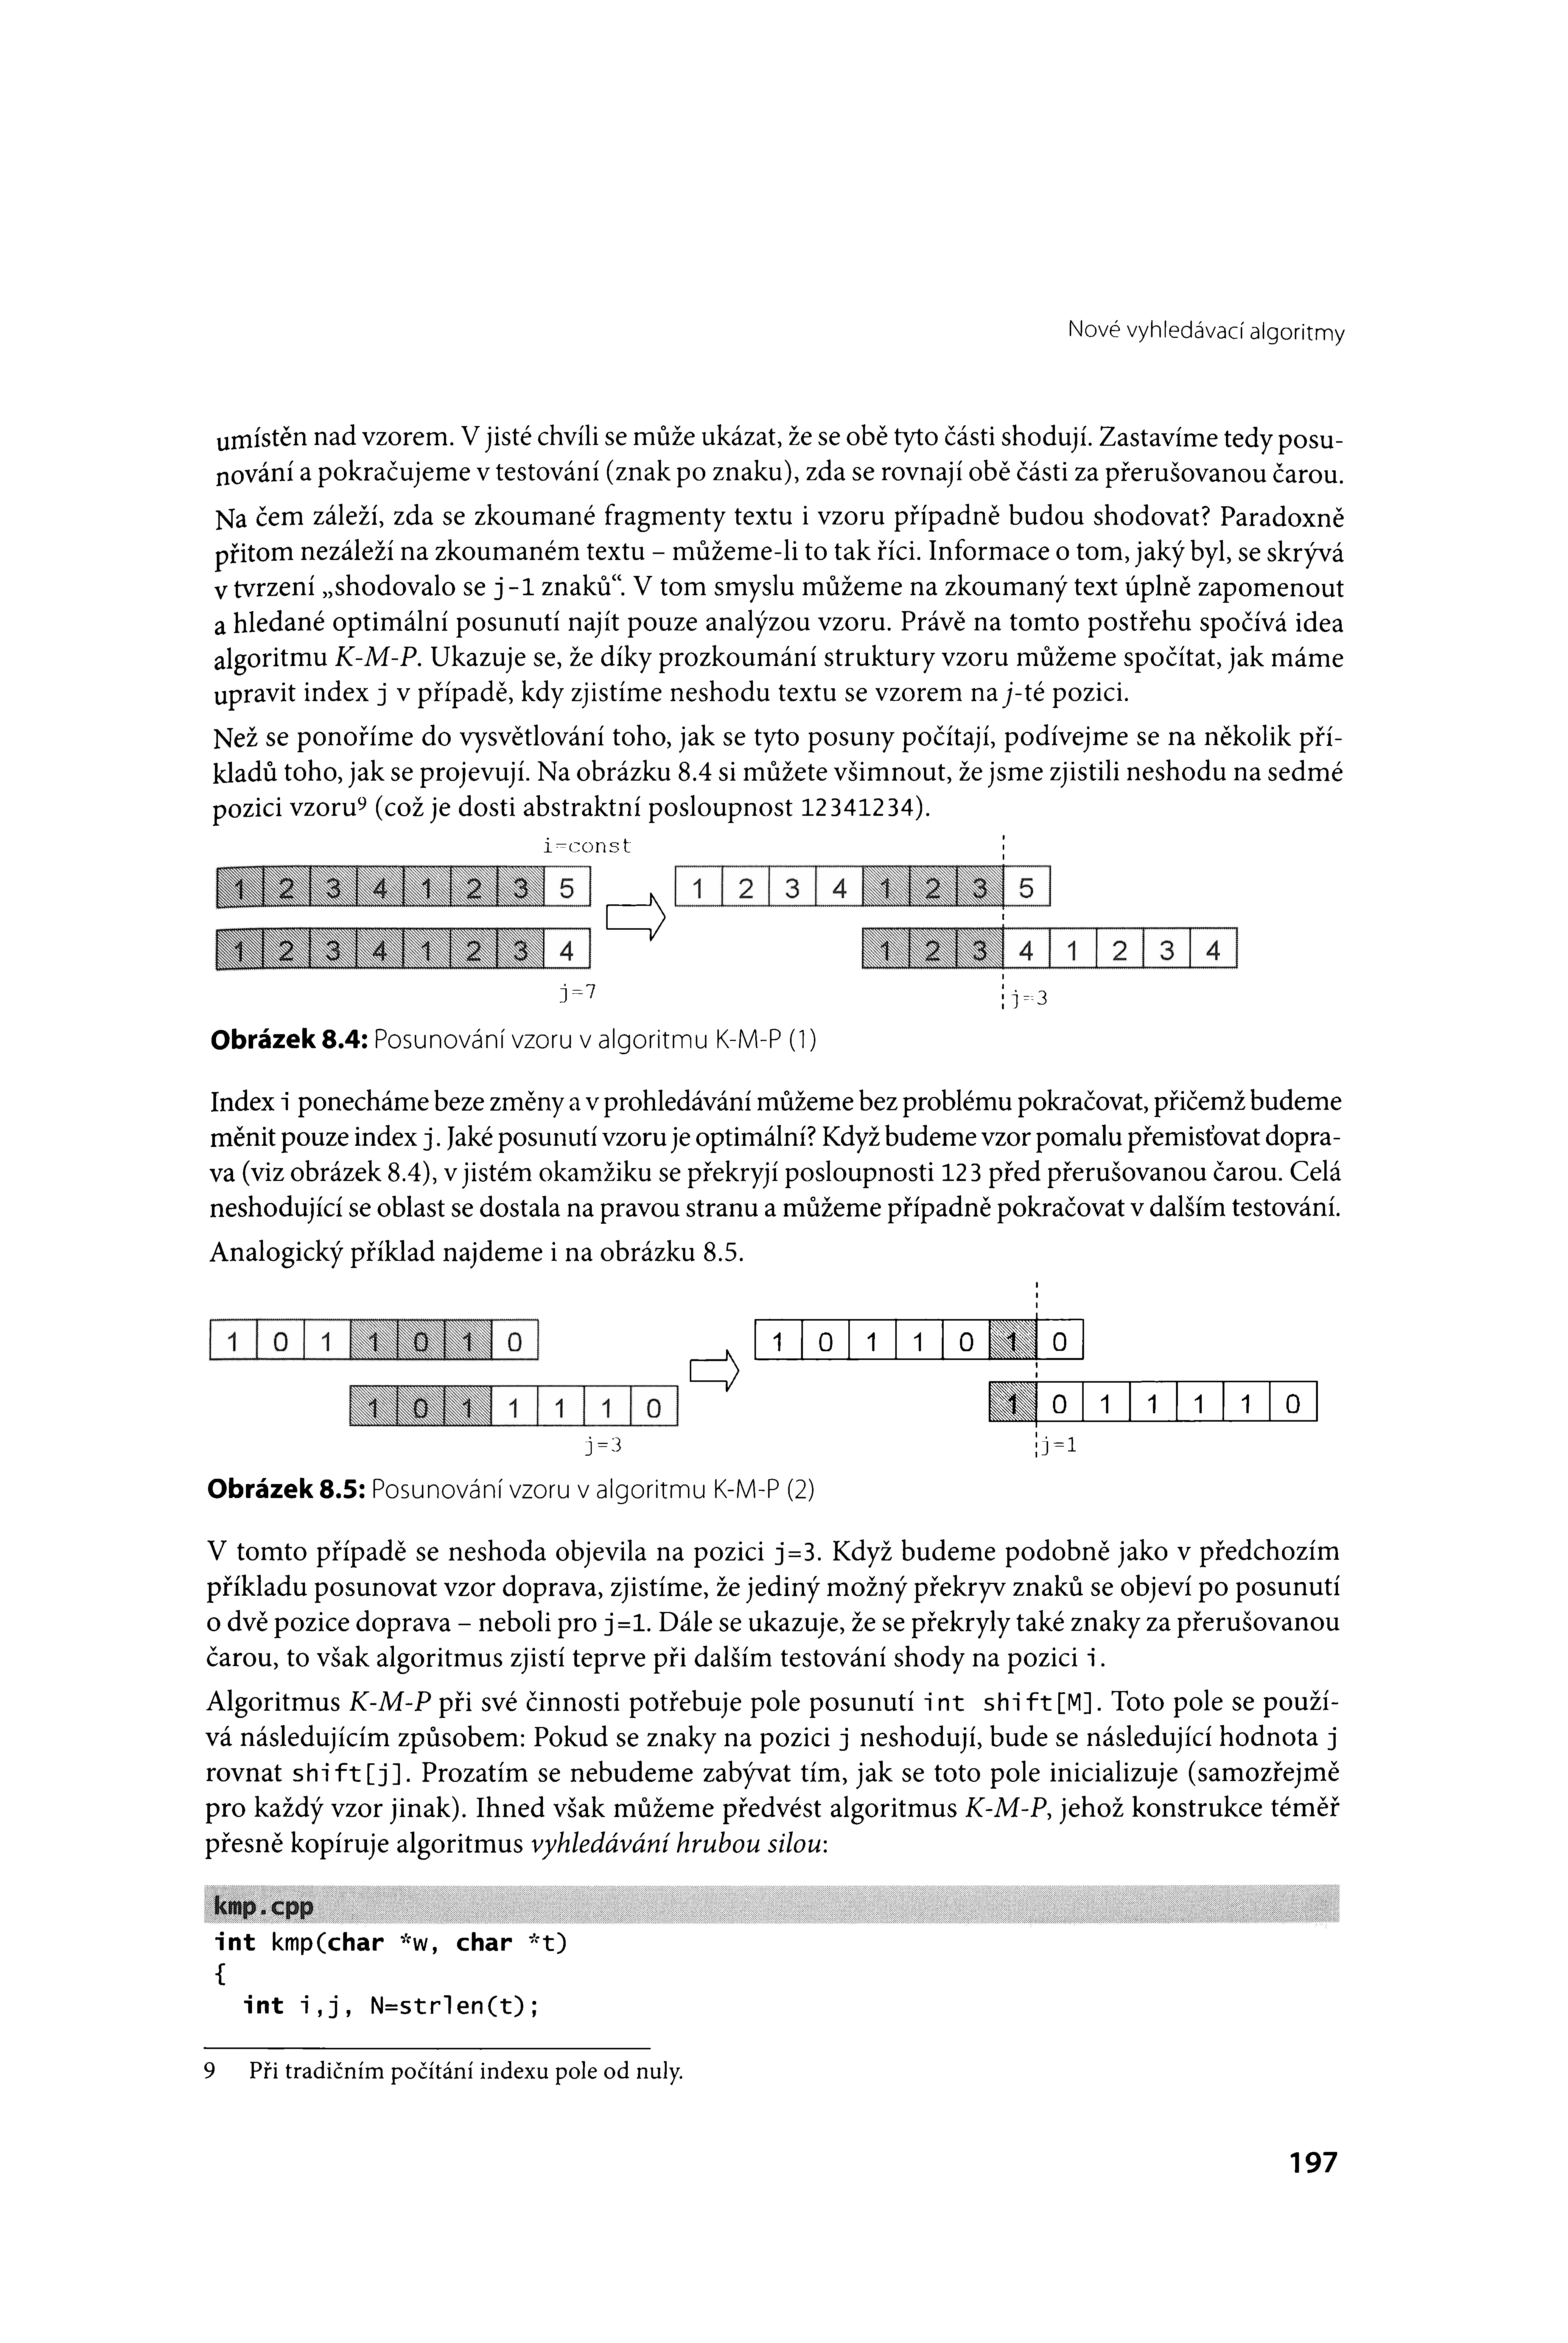 Nové vyhledávací algoritmy
umístěn nad vzorem. V jisté chvíli se může ukázat, že se obě tyto části shodují. Zastavíme tedy posu-
nování a pokračujeme v testování (znak po znaku), zda se rovnají obě části za přerušovanou čarou.
Na čem záleží, zda se zkoumané fragmenty textu i vzoru případně budou shodovat? Paradoxně
přitom nezáleží na zkoumaném textu – můžeme-li to tak říci. Informace o tom, jaký byl, se skrývá
v tvrzení „shodovalo se j-1 znaků“. V tom smyslu můžeme na zkoumaný text úplně zapomenout
a hledané optimální posunutí najít pouze analýzou vzoru. Právě na tomto postřehu spočívá idea
algoritmu K-M-P. Ukazuje se, že díky prozkoumání struktury vzoru můžeme spočítat, jak máme
upravit index j v případě, kdy zjistíme neshodu textu se vzorem na j-té pozici.
Než se ponoříme do vysvětlování toho, jak se tyto posuny počítají, podívejme se na několik pří-
kladů toho, jak se projevují. Na obrázku 8.4 si můžete všimnout, že jsme zjistili neshodu na sedmé
pozici vzoru⁹ (což je dosti abstraktní posloupnost 12341234).
i=const
1 2 3 4 1 2 3 5 1 2 3 4 1 2 3 5
1 2 3 4 1 2 3 4 1 2 3 4 1 2 3 4
j=7 j=3
Obrázek 8.4: Posunování vzoru v algoritmu K-M-P (1)
Index i ponecháme beze změny a v prohledávání můžeme bez problému pokračovat, přičemž budeme
měnit pouze index j. Jaké posunutí vzoru je optimální? Když budeme vzor pomalu přemisťovat dopra-
va (viz obrázek 8.4), v jistém okamžiku se překryjí posloupnosti 123 před přerušovanou čarou. Celá
neshodující se oblast se dostala na pravou stranu a můžeme případně pokračovat v dalším testování.
Analogický příklad najdeme i na obrázku 8.5.
1 0 1 1 0 1 0 1 0 1 1 0 1 0
1 0 1 1 1 1 0 1 0 1 1 1 1 0
j=3 j=1
Obrázek 8.5: Posunování vzoru v algoritmu K-M-P (2)
V tomto případě se neshoda objevila na pozici j=3. Když budeme podobně jako v předchozím
příkladu posunovat vzor doprava, zjistíme, že jediný možný překryv znaků se objeví po posunutí
o dvě pozice doprava – neboli pro j=1. Dále se ukazuje, že se překryly také znaky za přerušovanou
čarou, to však algoritmus zjistí teprve při dalším testování shody na pozici i.
Algoritmus K-M-P při své činnosti potřebuje pole posunutí int shift[M]. Toto pole se použí-
vá následujícím způsobem: Pokud se znaky na pozici j neshodují, bude se následující hodnota j
rovnat shift[j]. Prozatím se nebudeme zabývat tím, jak se toto pole inicializuje (samozřejmě
pro každý vzor jinak). Ihned však můžeme předvést algoritmus K-M-P, jehož konstrukce téměř
přesně kopíruje algoritmus vyhledávání hrubou silou:
kmp.cpp
int kmp(char *w, char *t)
{
int i,j, N=strlen(t);
9 Při tradičním počítání indexu pole od nuly.
197